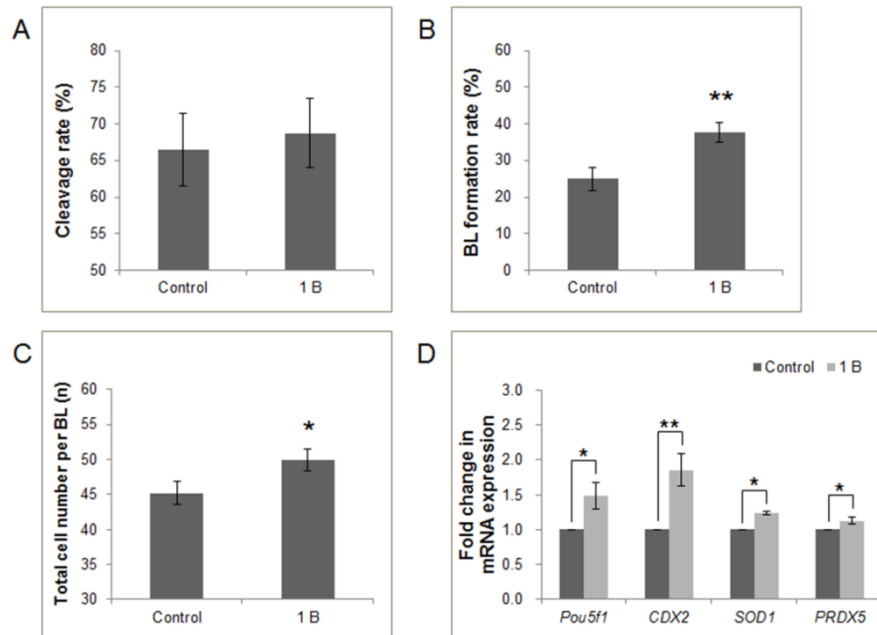 A
Cleavage rate (%)
80
75
70
65
60
55
50
Control
1 B
B
BL formation rate (%)
60
50
40
30
20
10
0
**
Control
1 B
C
Total cell number per BL (n)
60
55
50
45
40
35
30
*
Control
1 B
D
Control
1 B
Fold change in
mRNA expression
3.0
2.5
2.0
1.5
1.0
0.5
0.0
*
**
*
*
Pou5f1
CDX2
SOD1
PRDX5